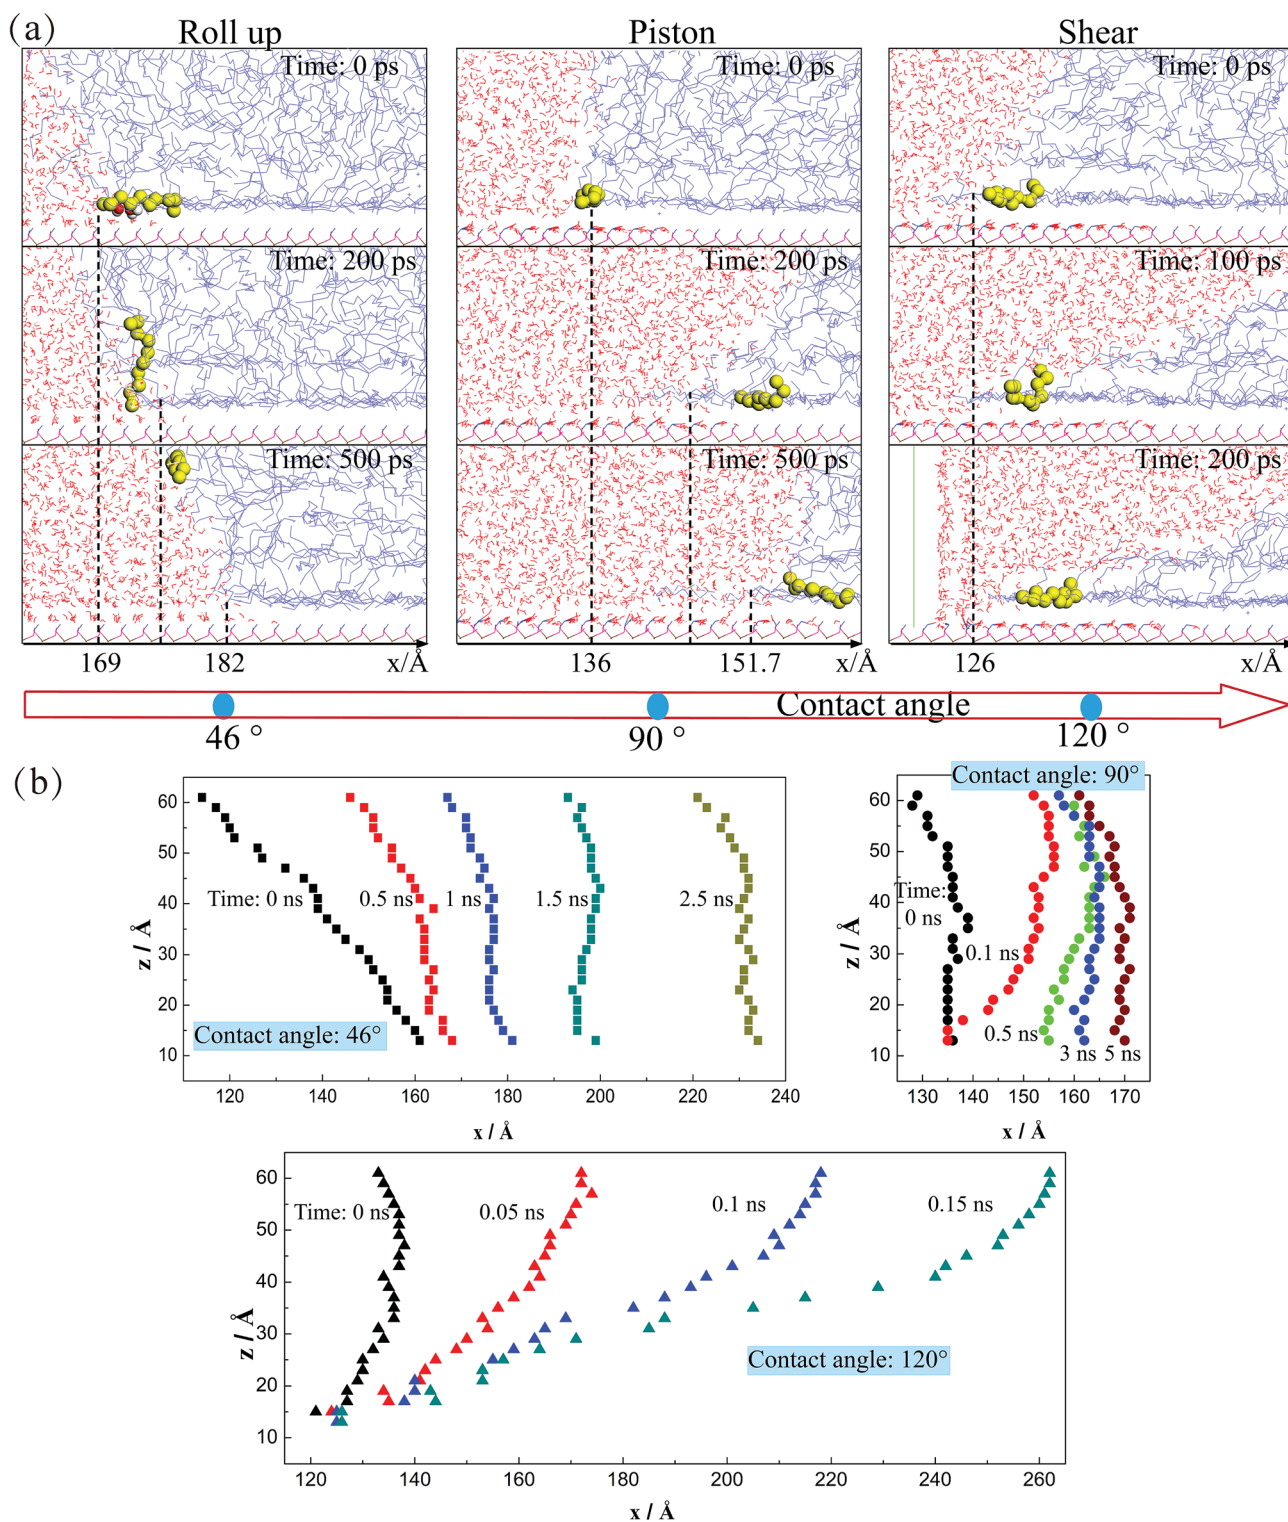 (a)
Roll up
Piston
Shear
Time: 0 ps
Time: 0 ps
Time: 0 ps
Time: 200 ps
Time: 200 ps
Time: 100 ps
Time: 500 ps
Time: 500 ps
Time: 200 ps
169 182 x/Å
136 151.7 x/Å
126 x/Å
Contact angle
46 ° 90 ° 120 °
(b)
60
50
40
30
20
10
z / Å
Time: 0 ns 0.5 ns 1 ns 1.5 ns 2.5 ns
Contact angle: 46°
120 140 160 180 200 220 240
x / Å
Contact angle: 90°
60
50
40
30
20
10
z / Å
Time:
0 ns
0.1 ns
0.5 ns
3 ns 5 ns
130 140 150 160 170
x / Å
60
50
40
30
20
10
z / Å
Time: 0 ns 0.05 ns 0.1 ns 0.15 ns
Contact angle: 120°
120 140 160 180 200 220 240 260
x / Å